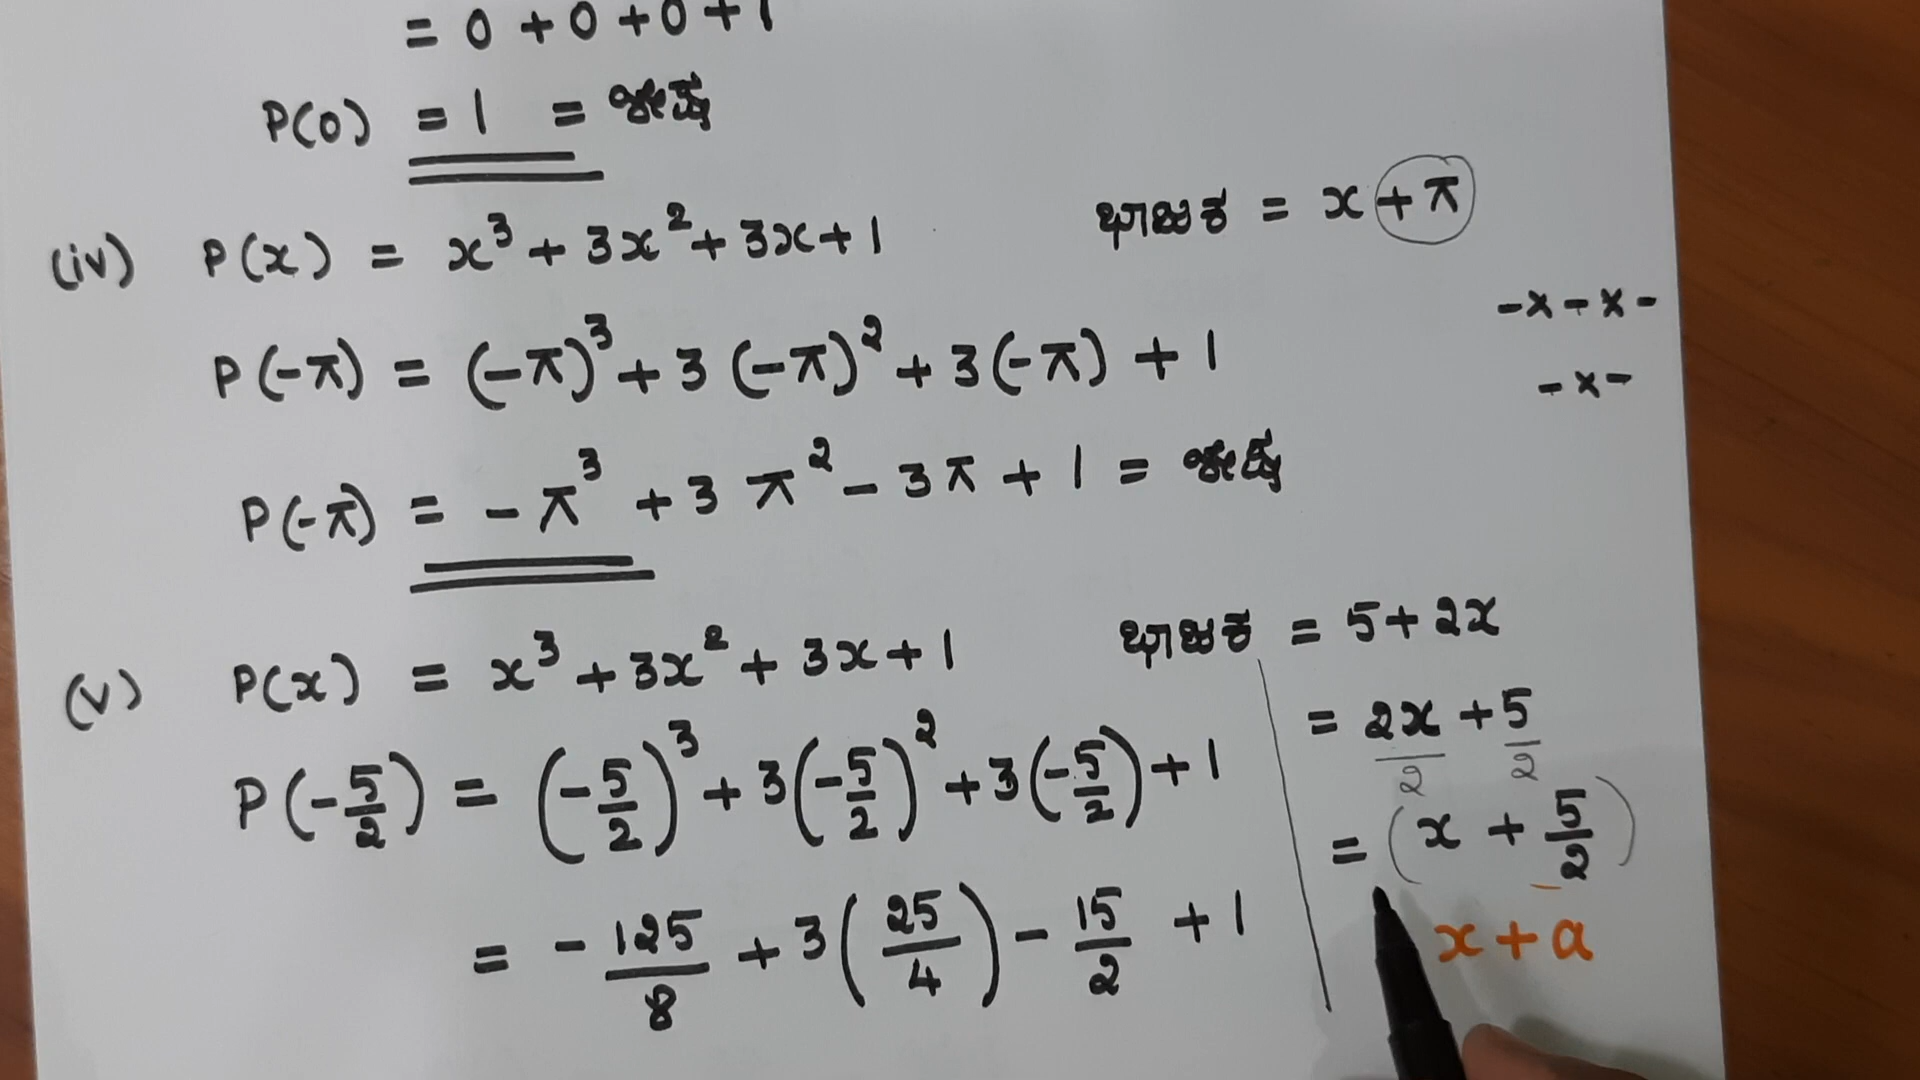 = 0 + 0 + 0 + 1
P(0) = 1 = ಶೇಷ
(iv) P(x) = x³ + 3x² + 3x + 1 ಭಾಜಕ = x + π
- x - x -
P(-π) = (-π)³ + 3 (-π)² + 3(-π) + 1
- x -
P(-π) = - π³ + 3 π² - 3π + 1 = ಶೇಷ
(v) P(x) = x³ + 3x² + 3x + 1 ಭಾಜಕ = 5 + 2x
= 2x/2 + 5/2
P(-5/2) = (-5/2)³ + 3(-5/2)² + 3(-5/2) + 1
= (x + 5/2)
= - 125/8 + 3(25/4) - 15/2 + 1
x + a